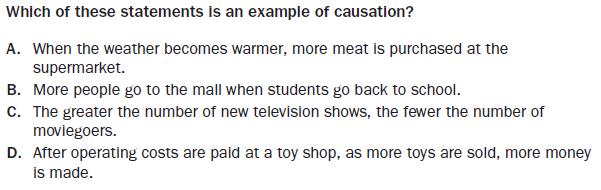 Which of these statements is an example of causation?
A. When the weather becomes warmer, more meat is purchased at the
supermarket.
B. More people go to the mall when students go back to school.
C. The greater the number of new television shows, the fewer the number of
moviegoers.
D. After operating costs are paid at a toy shop, as more toys are sold, more money
is made.